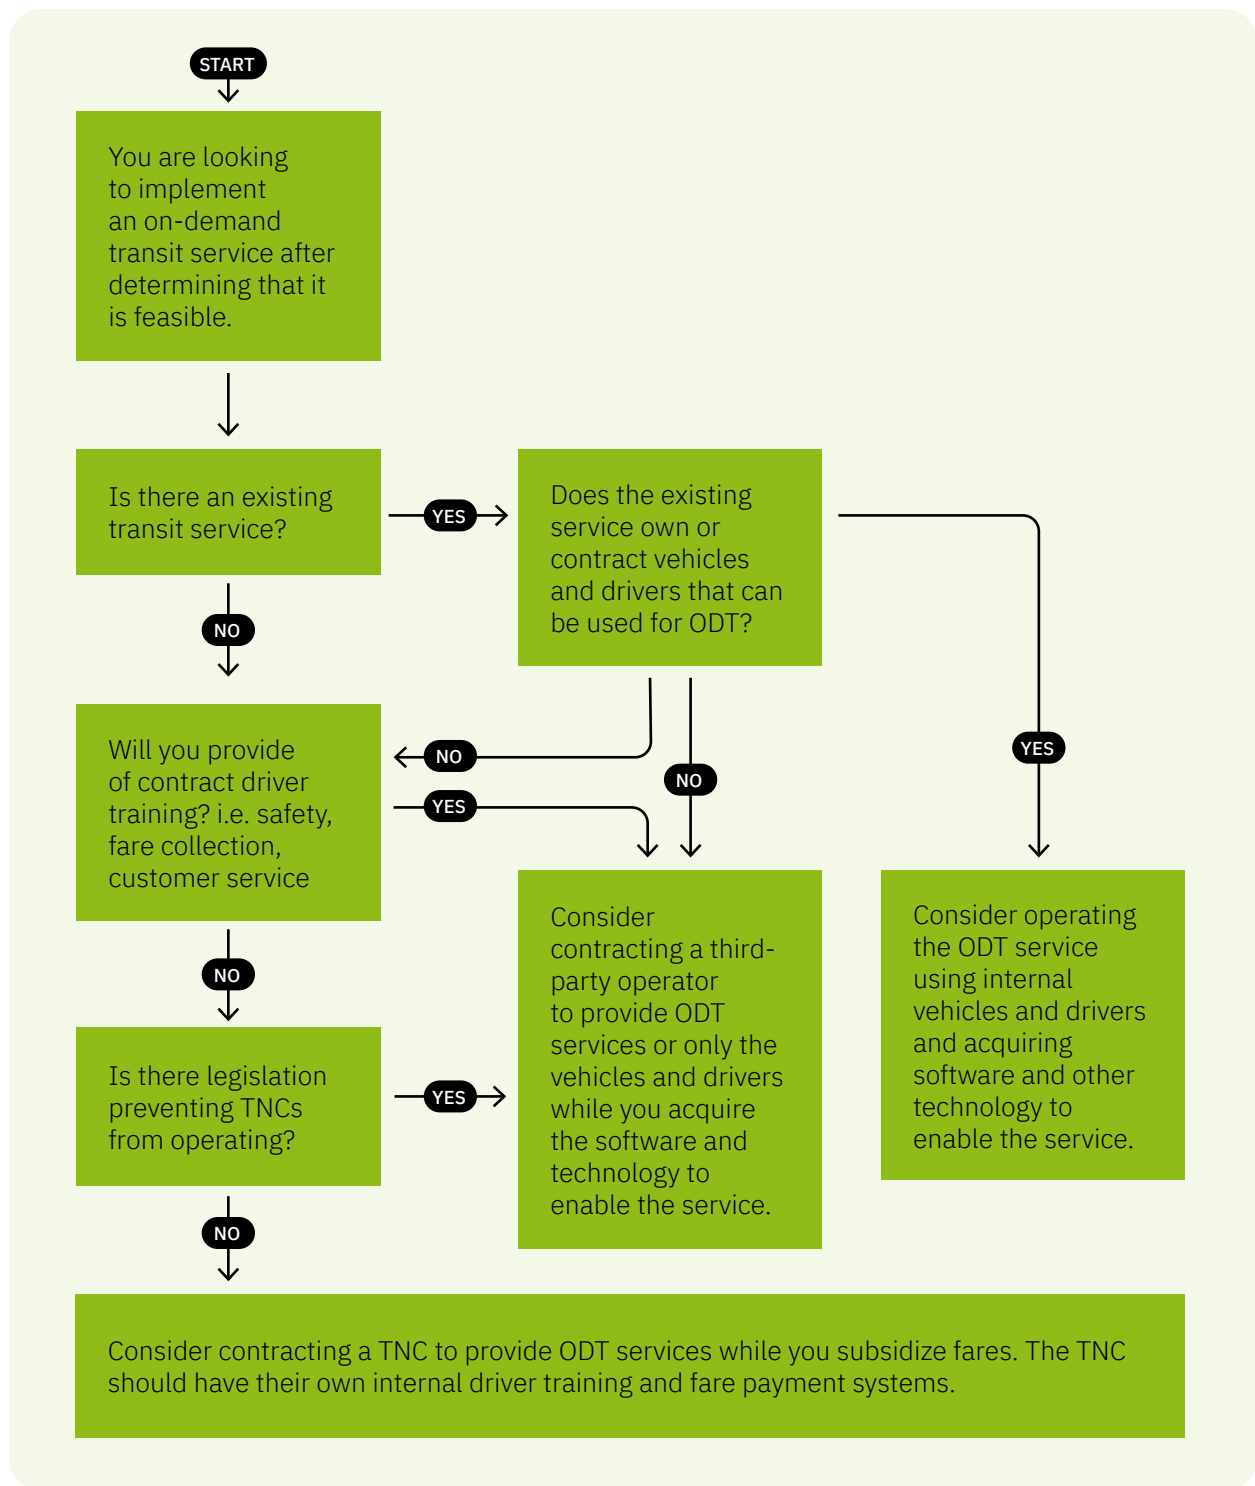 START
You are looking
to implement
an on-demand
transit service after
determining that it
is feasible.
Is there an existing
transit service?
YES
Does the existing
service own or
contract vehicles
and drivers that can
be used for ODT?
NO
YES
Will you provide
of contract driver
training? i.e. safety,
fare collection,
customer service
NO
YES
NO
Consider
contracting a third-
party operator
to provide ODT
services or only the
vehicles and drivers
while you acquire
the software and
technology to
enable the service.
Consider operating
the ODT service
using internal
vehicles and drivers
and acquiring
software and other
technology to
enable the service.
NO
Is there legislation
preventing TNCs
from operating?
YES
NO
Consider contracting a TNC to provide ODT services while you subsidize fares. The TNC
should have their own internal driver training and fare payment systems.